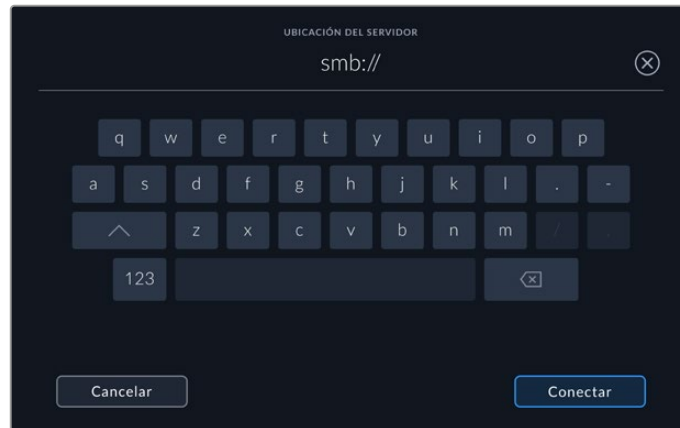 UBICACIÓN DEL SERVIDOR
smb://
q w e r t y u i o p
a s d f g h j k l . -
z x c v b n m / .
123
Cancelar Conectar